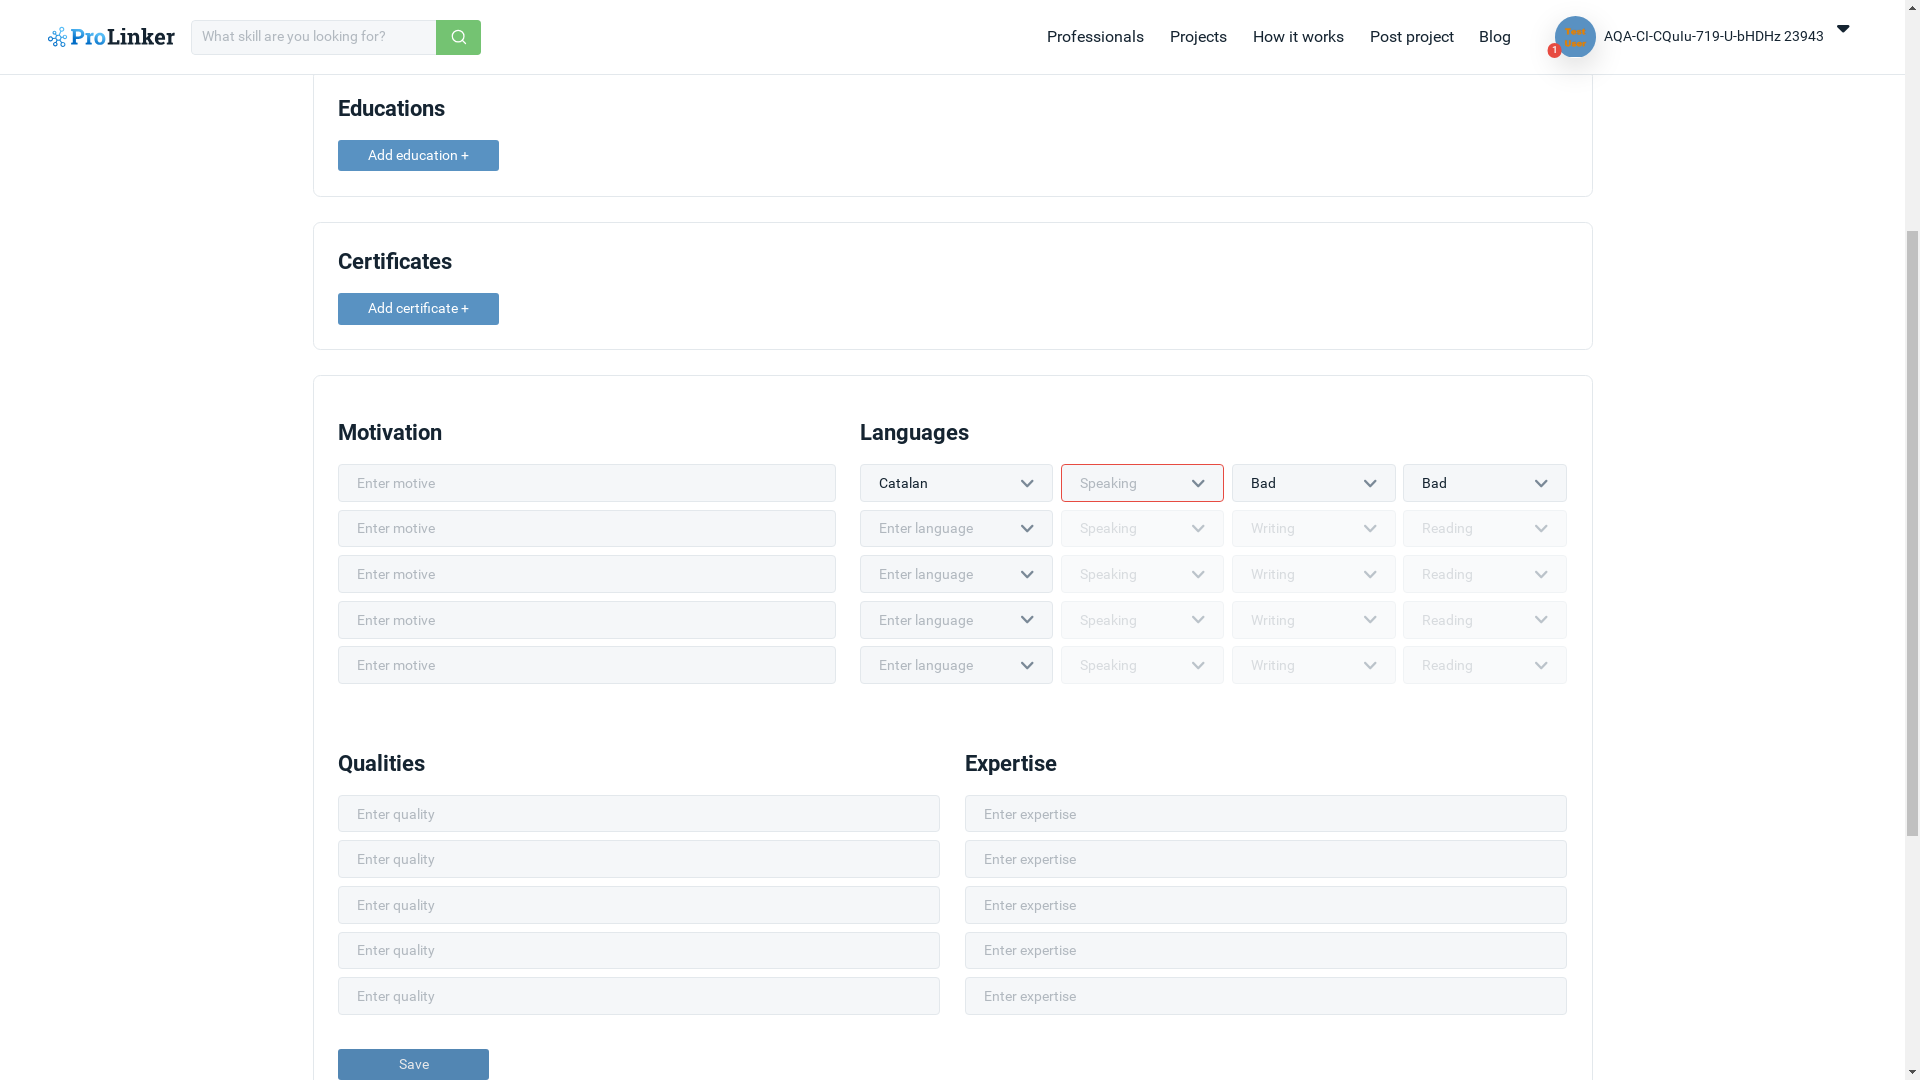 ProLinker
What skill are you looking for?
Professionals
Projects
How it works
Post project
Blog
1
AQA-CI-CQuIu-719-U-bHDHz 23943
Educations
Add education +
Certificates
Add certificate +
Motivation
Enter motive
Enter motive
Enter motive
Enter motive
Enter motive
Languages
Catalan Speaking Bad Bad
Enter language Speaking Writing Reading
Enter language Speaking Writing Reading
Enter language Speaking Writing Reading
Enter language Speaking Writing Reading
Qualities
Enter quality
Enter quality
Enter quality
Enter quality
Enter quality
Expertise
Enter expertise
Enter expertise
Enter expertise
Enter expertise
Enter expertise
Save